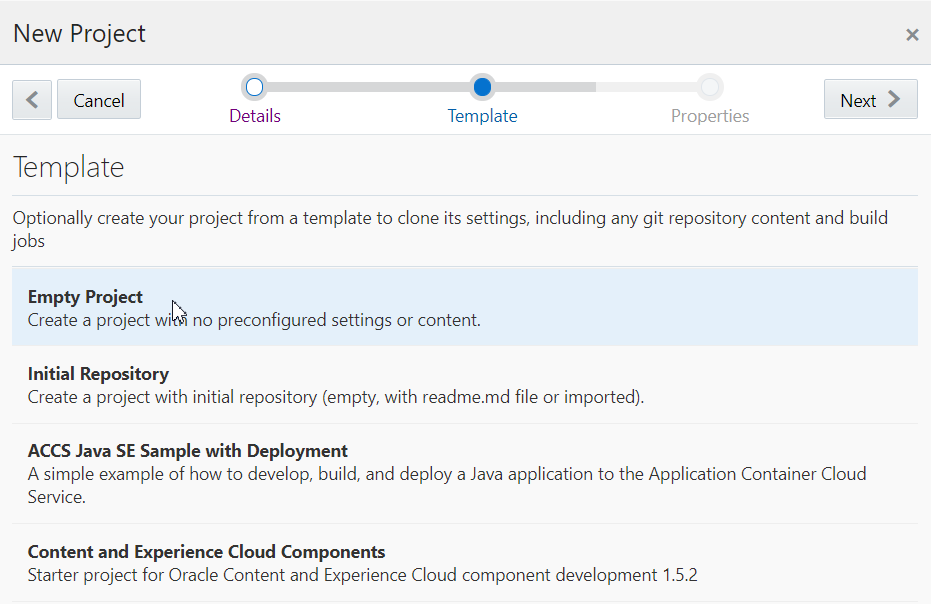 New Project
Cancel
Details
Template
Properties
Next
Template
Optionally create your project from a template to clone its settings, including any git repository content and build
jobs
Empty Project
Create a project with no preconfigured settings or content.
Initial Repository
Create a project with initial repository (empty, with readme.md file or imported).
ACCS Java SE Sample with Deployment
A simple example of how to develop, build, and deploy a Java application to the Application Container Cloud
Service.
Content and Experience Cloud Components
Starter project for Oracle Content and Experience Cloud component development 1.5.2